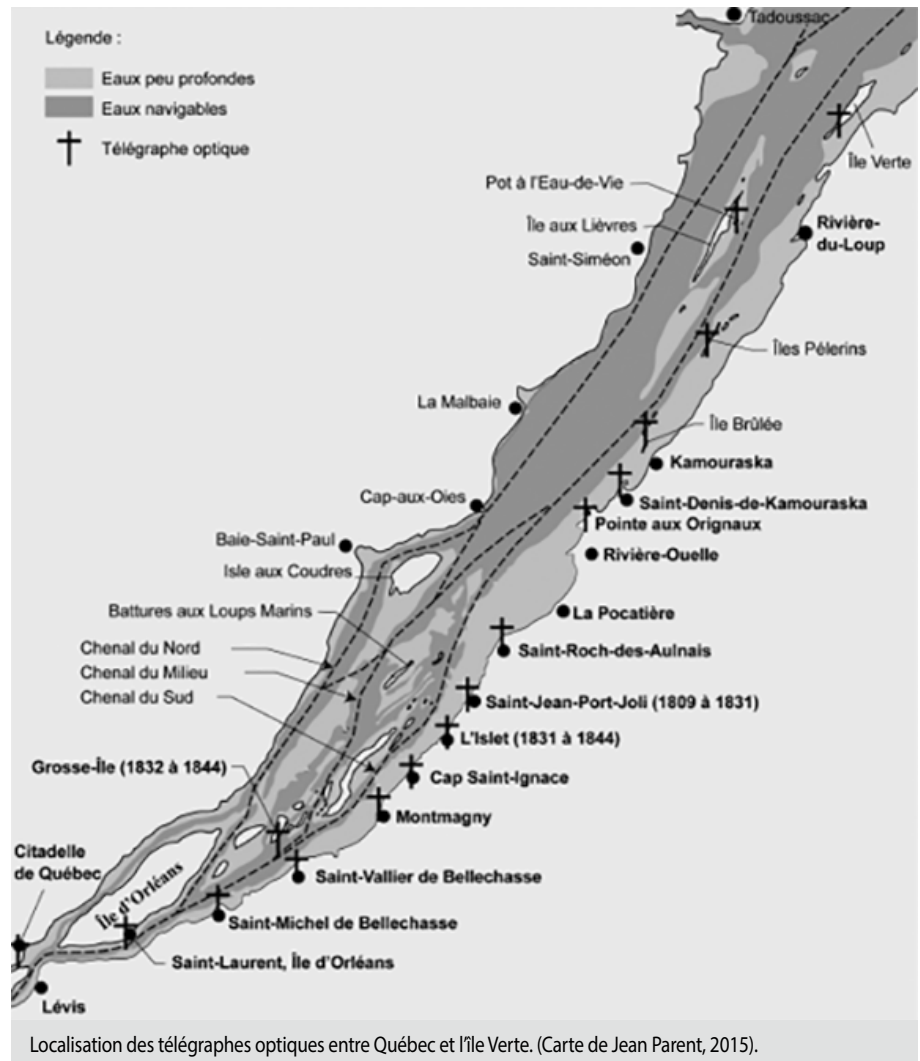 Tadoussac
Légende :
Eaux peu profondes
Eaux navigables
Télégraphe optique
Île Verte
Pot à l'Eau-de-Vie
Île aux Lièvres
Rivière-
du-Loup
Saint-Siméon
Îles Pélerins
La Malbaie
Île Brûlée
Kamouraska
Cap-aux-Oies
Saint-Denis-de-Kamouraska
Pointe aux Orignaux
Baie-Saint-Paul
Rivière-Ouelle
Isle aux Coudres
Battures aux Loups Marins
La Pocatière
Chenal du Nord
Saint-Roch-des-Aulnais
Chenal du Milieu
Chenal du Sud
Saint-Jean-Port-Joli (1809 à 1831)
L'Islet (1831 à 1844)
Grosse-Île (1832 à 1844)
Cap Saint-Ignace
Montmagny
Citadelle
de Québec
Île d'Orléans
Saint-Vallier de Bellechasse
Saint-Michel de Bellechasse
Saint-Laurent, Île d'Orléans
Lévis
Localisation des télégraphes optiques entre Québec et l'île Verte. (Carte de Jean Parent, 2015).